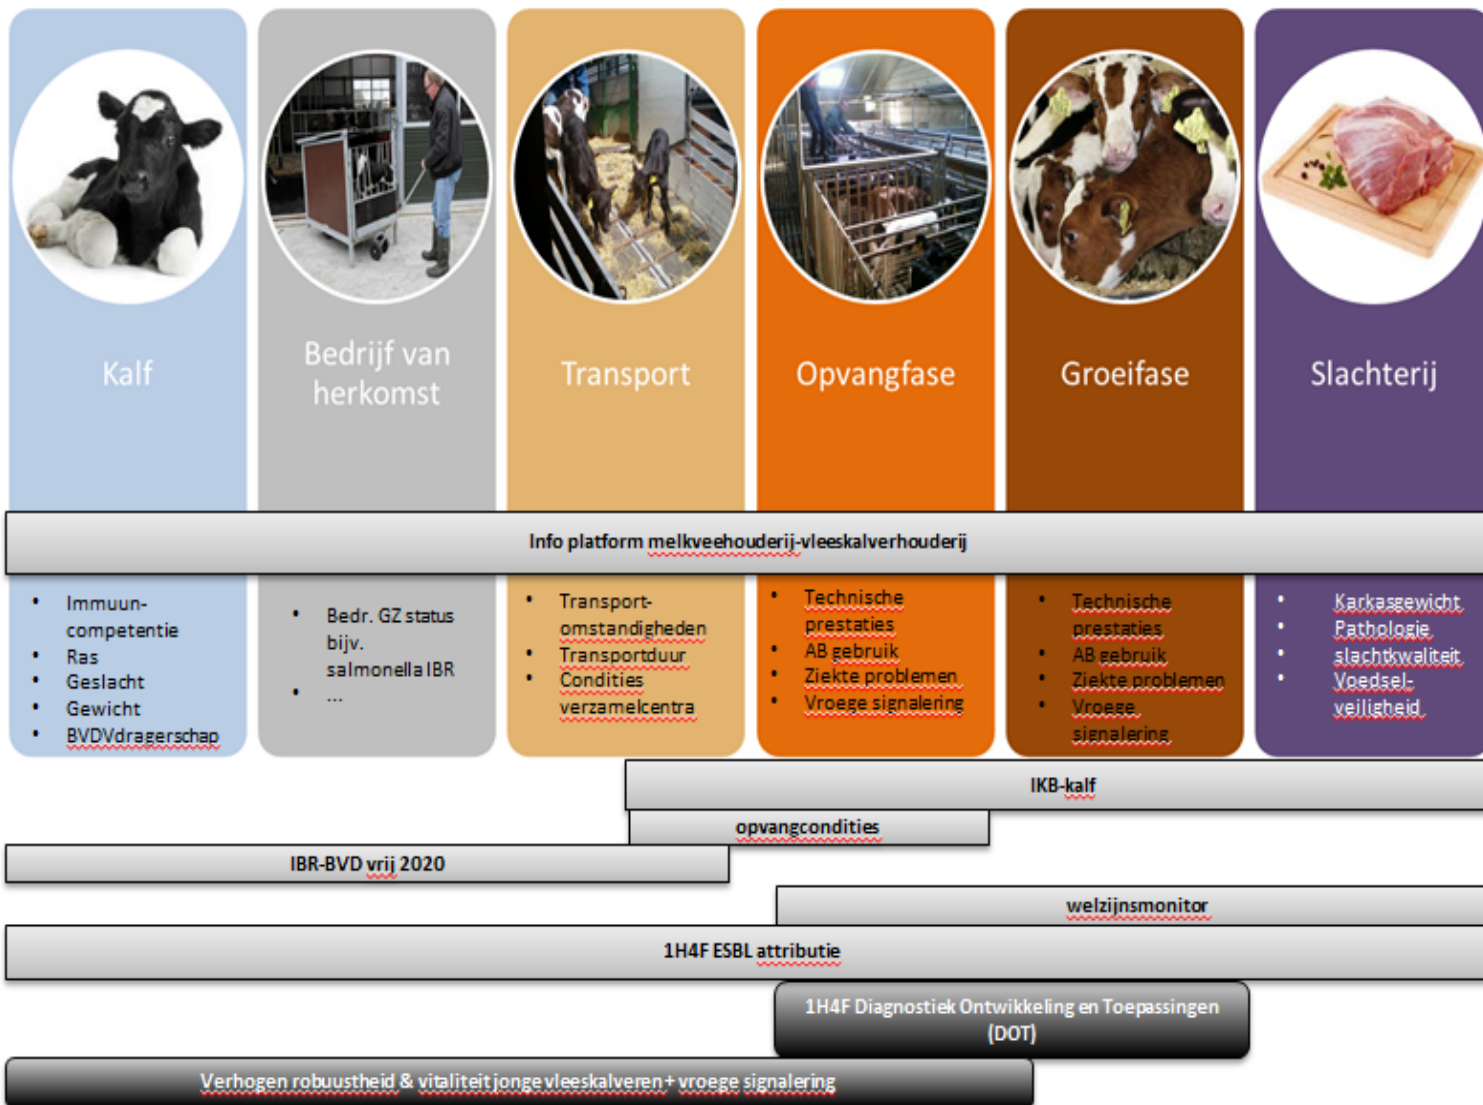 Kalf
Bedrijf van
herkomst
Transport
Opvangfase
Groeifase
Slachterij
Info platform melkveehouderij-vleeskalverhouderij
• Immuun-
competentie
• Ras
• Geslacht
• Gewicht
• BVDVdragerschap
• Bedr. GZ status
bijv.
salmonella IBR
• ...
• Transport-
omstandigheden
• Transportduur
• Condities
verzamelcentra
• Technische
prestaties
• AB gebruik
• Ziekte problemen
• Vroege signalering
• Technische
prestaties
• AB gebruik
• Ziekte problemen
• Vroege
signalering
• Karkasgewicht
• Pathologie
• slachtkwaliteit
• Voedsel-
veiligheid
IKB-kalf
opvangcondities
IBR-BVD vrij 2020
welzijnsmonitor
1H4F ESBL attributie
1H4F Diagnostiek Ontwikkeling en Toepassingen
(DOT)
Verhogen robuustheid & vitaliteit jonge vleeskalveren + vroege signalering